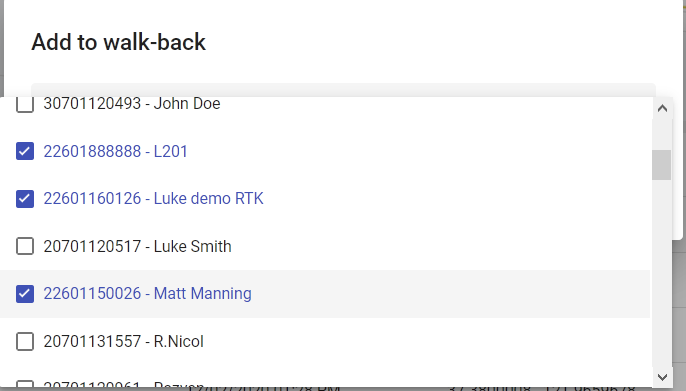 Add to walk-back
30701120493 - John Doe
22601888888 - L201
22601160126 - Luke demo RTK
20701120517 - Luke Smith
22601150026 - Matt Manning
20701131557 - R.Nicol